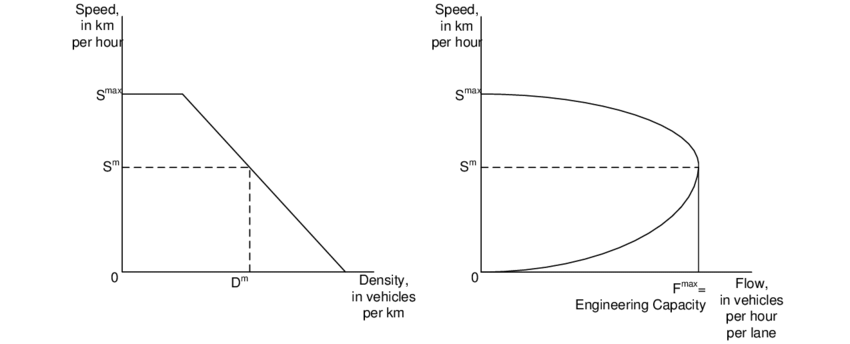 Speed,
in km
per hour
Smax
Sm
0
Dm
Density,
in vehicles
per km
Speed,
in km
per hour
Smax
Sm
0
Fmax=
Engineering Capacity
Flow,
in vehicles
per hour
per lane